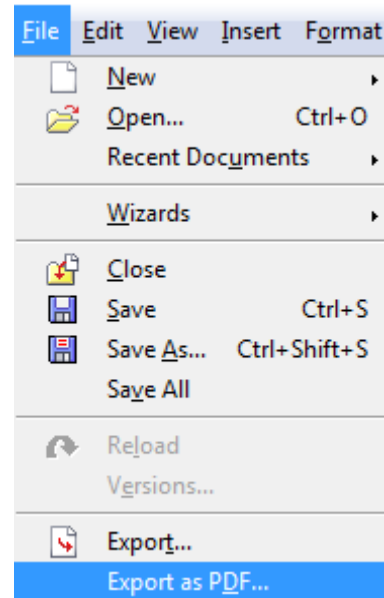 File Edit View Insert Format
New
Open... Ctrl+O
Recent Documents
Wizards
Close
Save Ctrl+S
Save As... Ctrl+Shift+S
Save All
Reload
Versions...
Export...
Export as PDF...